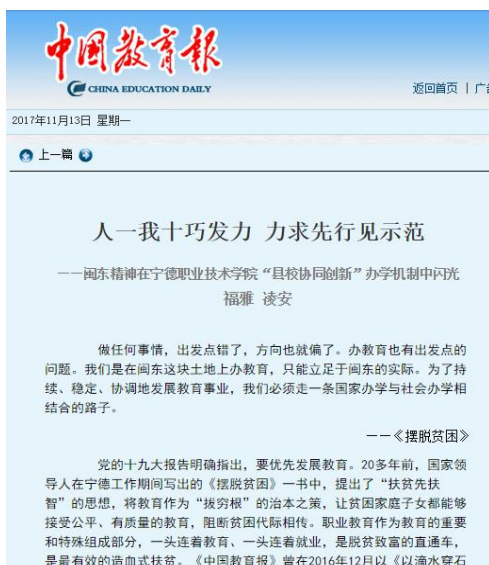 中国教育报
CHINA EDUCATION DAILY
返回首页 | 广
2017年11月13日 星期一
上一篇
人一我十巧发力 力求先行见示范
——闽东精神在宁德职业技术学院“县校协同创新”办学机制中闪光
福雅 凌安
做任何事情，出发点错了，方向也就偏了。办教育也有出发点的
问题。我们是在闽东这块土地上办教育，只能立足于闽东的实际。为了持
续、稳定、协调地发展教育事业，我们必须走一条国家办学与社会办学相
结合的路子。
——《摆脱贫困》
党的十九大报告明确指出，要优先发展教育。20多年前，国家领
导人在宁德工作期间写出的《摆脱贫困》一书中，提出了“扶贫先扶
智”的思想，将教育作为“拔穷根”的治本之策，让贫困家庭子女都能够
接受公平、有质量的教育，阻断贫困代际相传。职业教育作为教育的重要
和特殊组成部分，一头连着教育、一头连着就业，是脱贫致富的直通车，
是最有效的造血式扶贫。《中国教育报》曾在2016年12月以《以滴水穿石